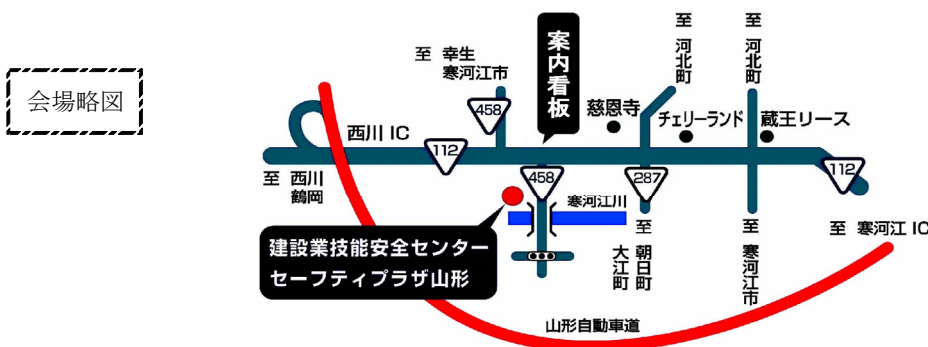 会場略図
案内看板
至 幸生
寒河江市
至 河北町
至 河北町
458
慈恩寺
チェリーランド
蔵王リース
西川 IC
112
至 西川
鶴岡
458
287
112
寒河江川
至 寒河江 IC
建設業技能安全センター
セーフティプラザ山形
至 朝日町
大江町
至 寒河江市
山形自動車道